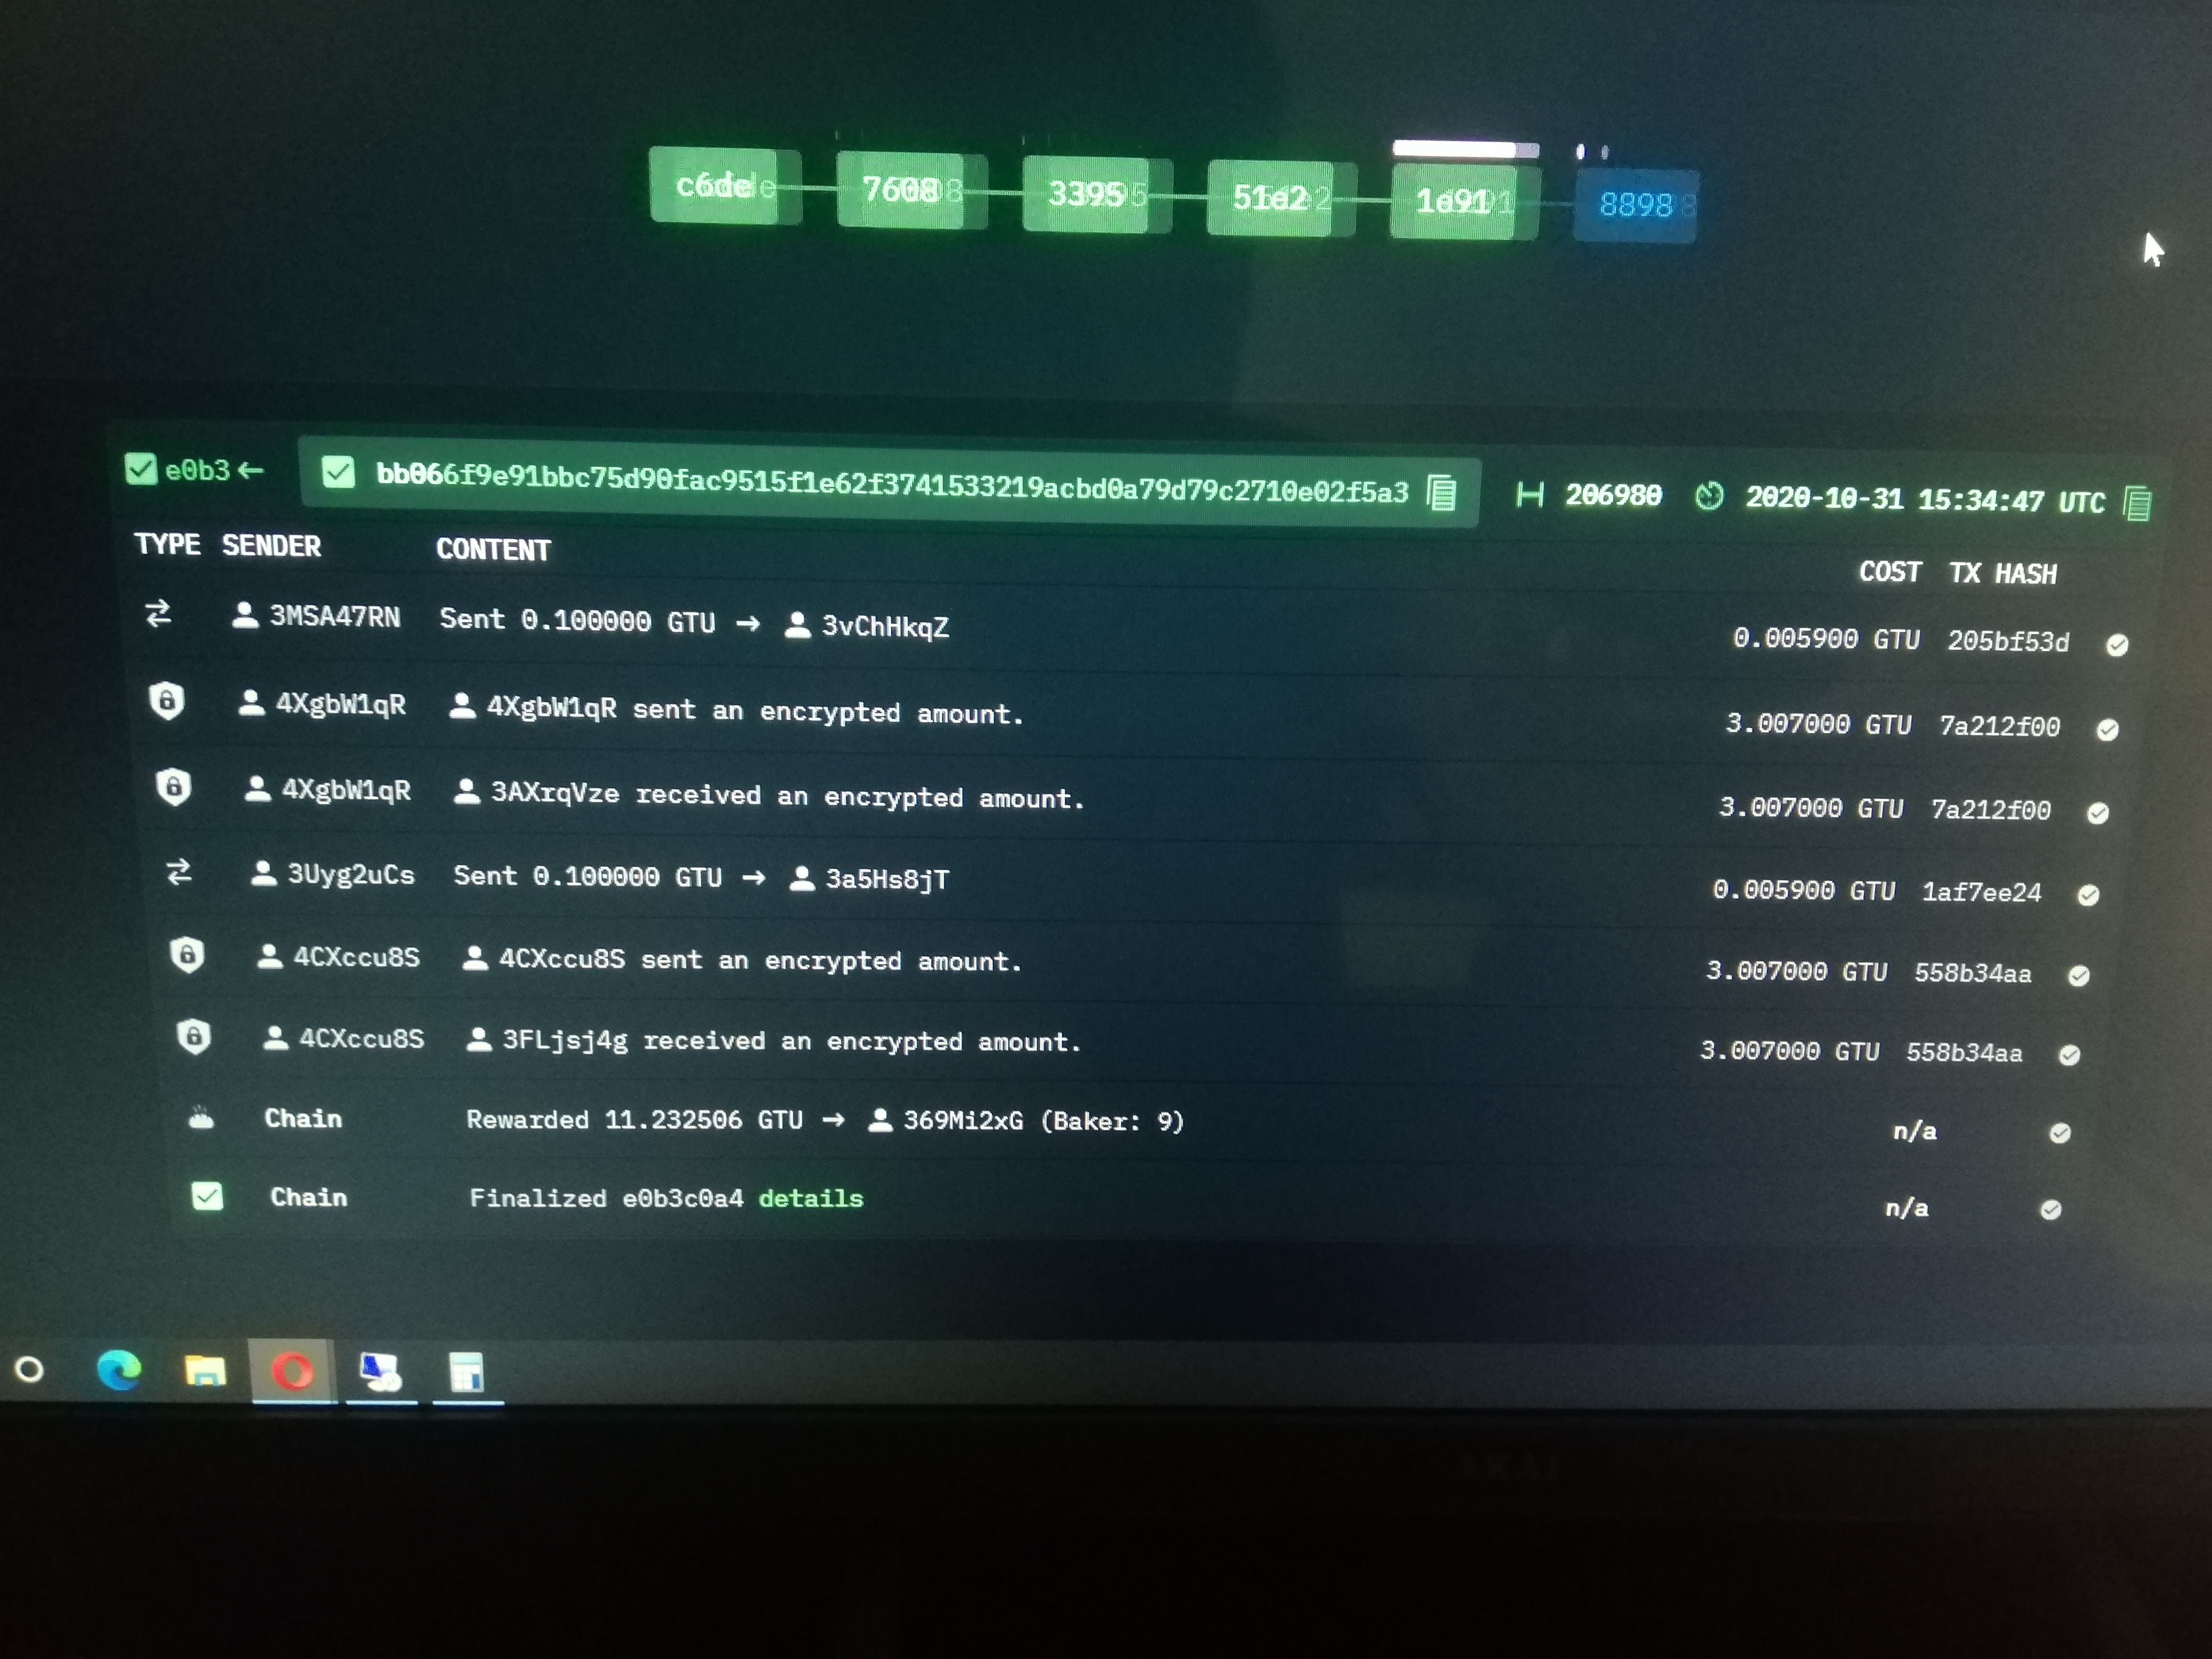 c6de 7608 3395 51e2 1e91 8898
e0b3 ← bb066f9e91bbc75d90fac9515f1e62f3741533219acbd0a79d79c2710e02f5a3 206980 2020-10-31 15:34:47 UTC
TYPE SENDER CONTENT COST TX HASH
3MSA47RN Sent 0.100000 GTU → 3vChHkqZ 0.005900 GTU 205bf53d
4XgbW1qR 4XgbW1qR sent an encrypted amount. 3.007000 GTU 7a212f00
4XgbW1qR 3AXrqVze received an encrypted amount. 3.007000 GTU 7a212f00
3Uyg2uCs Sent 0.100000 GTU → 3a5Hs8jT 0.005900 GTU 1af7ee24
4CXccu8S 4CXccu8S sent an encrypted amount. 3.007000 GTU 558b34aa
4CXccu8S 3FLjsj4g received an encrypted amount. 3.007000 GTU 558b34aa
Chain Rewarded 11.232506 GTU → 369Mi2xG (Baker: 9) n/a
Chain Finalized e0b3c0a4 details n/a
AKAI